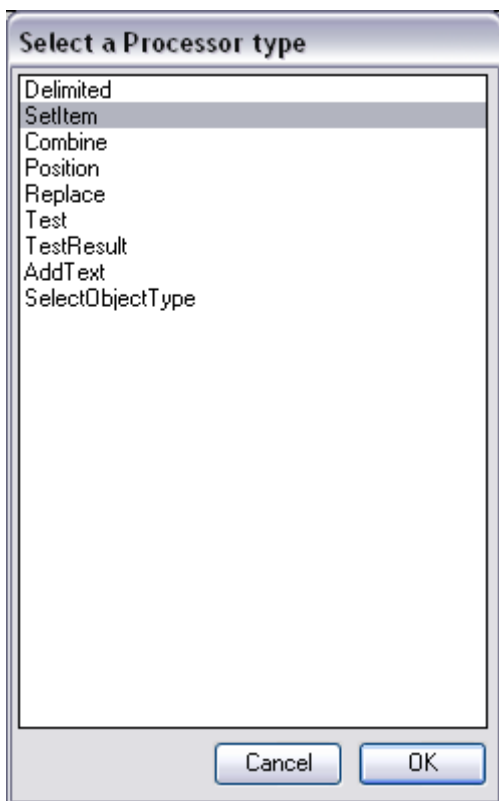 Select a Processor type
Delimited
SetItem
Combine
Position
Replace
Test
TestResult
AddText
SelectObjectType
Cancel OK